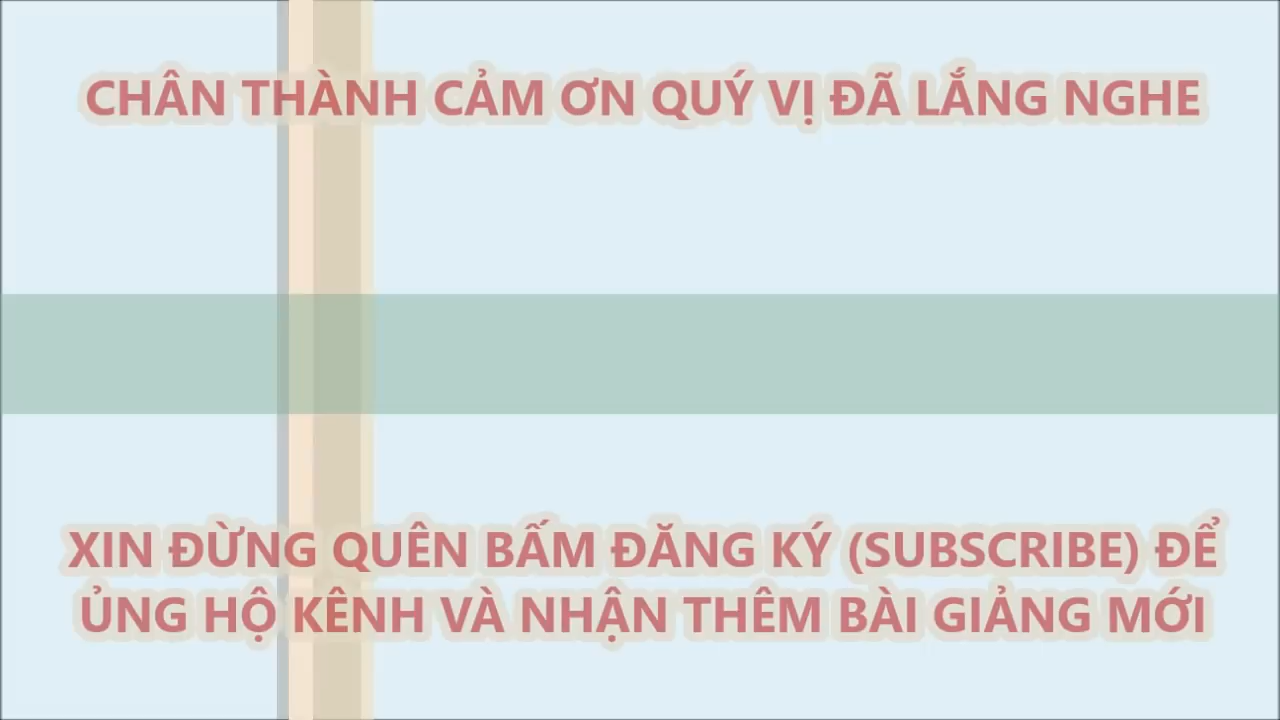 CHÂN THÀNH CẢM ƠN QUÝ VỊ ĐÃ LẮNG NGHE
XIN ĐỪNG QUÊN BẤM ĐĂNG KÝ (SUBSCRIBE) ĐỂ
ỦNG HỘ KÊNH VÀ NHẬN THÊM BÀI GIẢNG MỚI